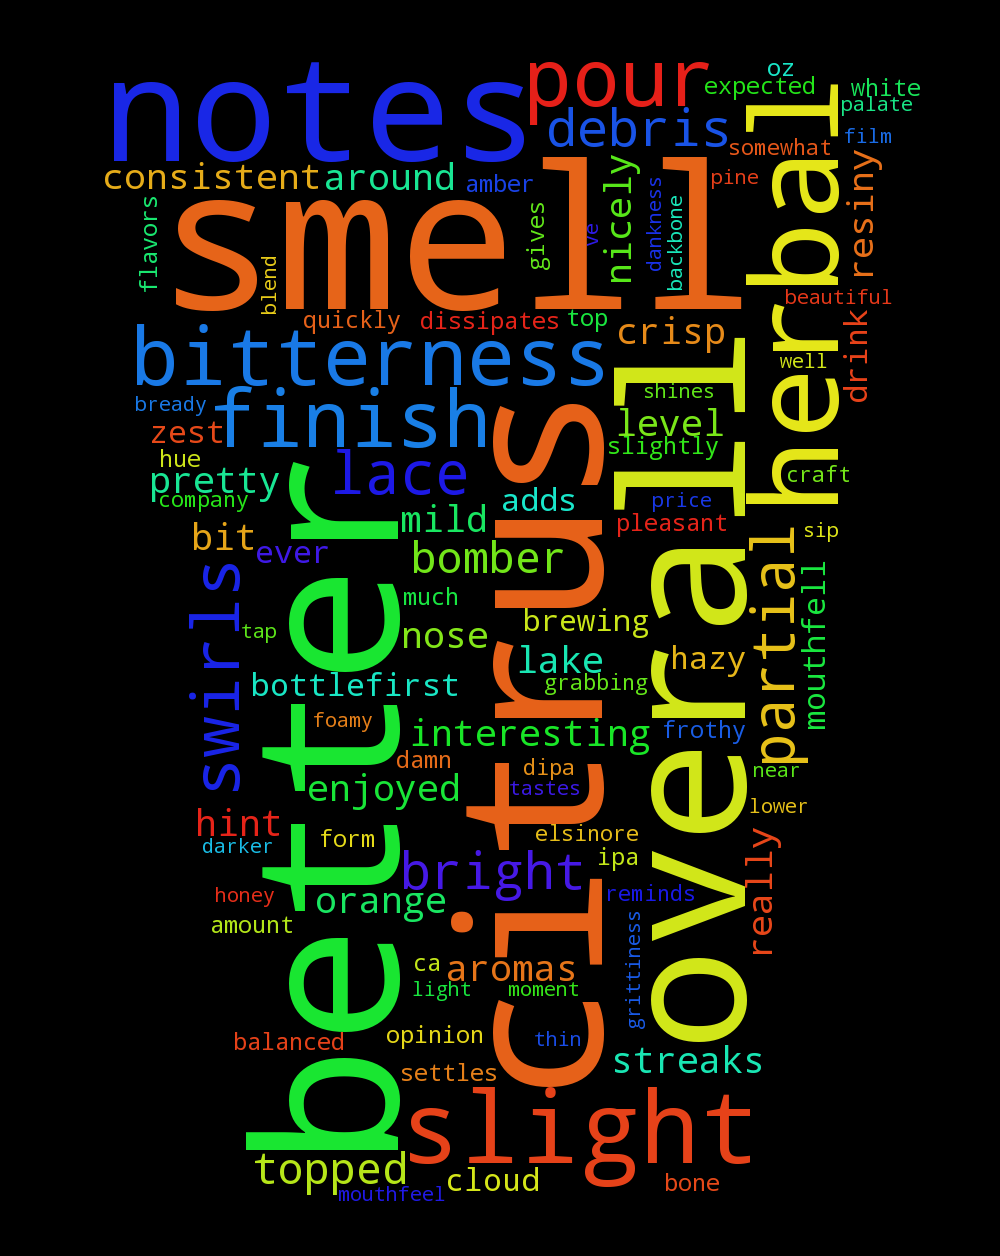 notes
pour
oz
expected
white
palate
debris
somewhat
film
consistent
around
amber
pine
smell
nicely
resiny
herbal
flavors
blend
gives
ve
dankness
backbone
beautiful
quickly
dissipates
top
crisp
drink
bitterness
well
shines
bready
finish
level
zest
slightly
hue
lace
pretty
craft
company
adds
price
mild
pleasant
sip
bit
ever
bomber
overall
partial
citrus
better
swirls
much
mouthfell
tap
nose
brewing
lake
hazy
bottlefirst
grabbing
foamy
interesting
frothy
damn
dipa
near
enjoyed
tastes
lower
hint
form
elsinore
darker
ipa
bright
really
honey
orange
reminds
amount
ca
aromas
grittiness
light
moment
balanced
opinion
thin
settles
streaks
slight
topped
cloud
bone
mouthfeel